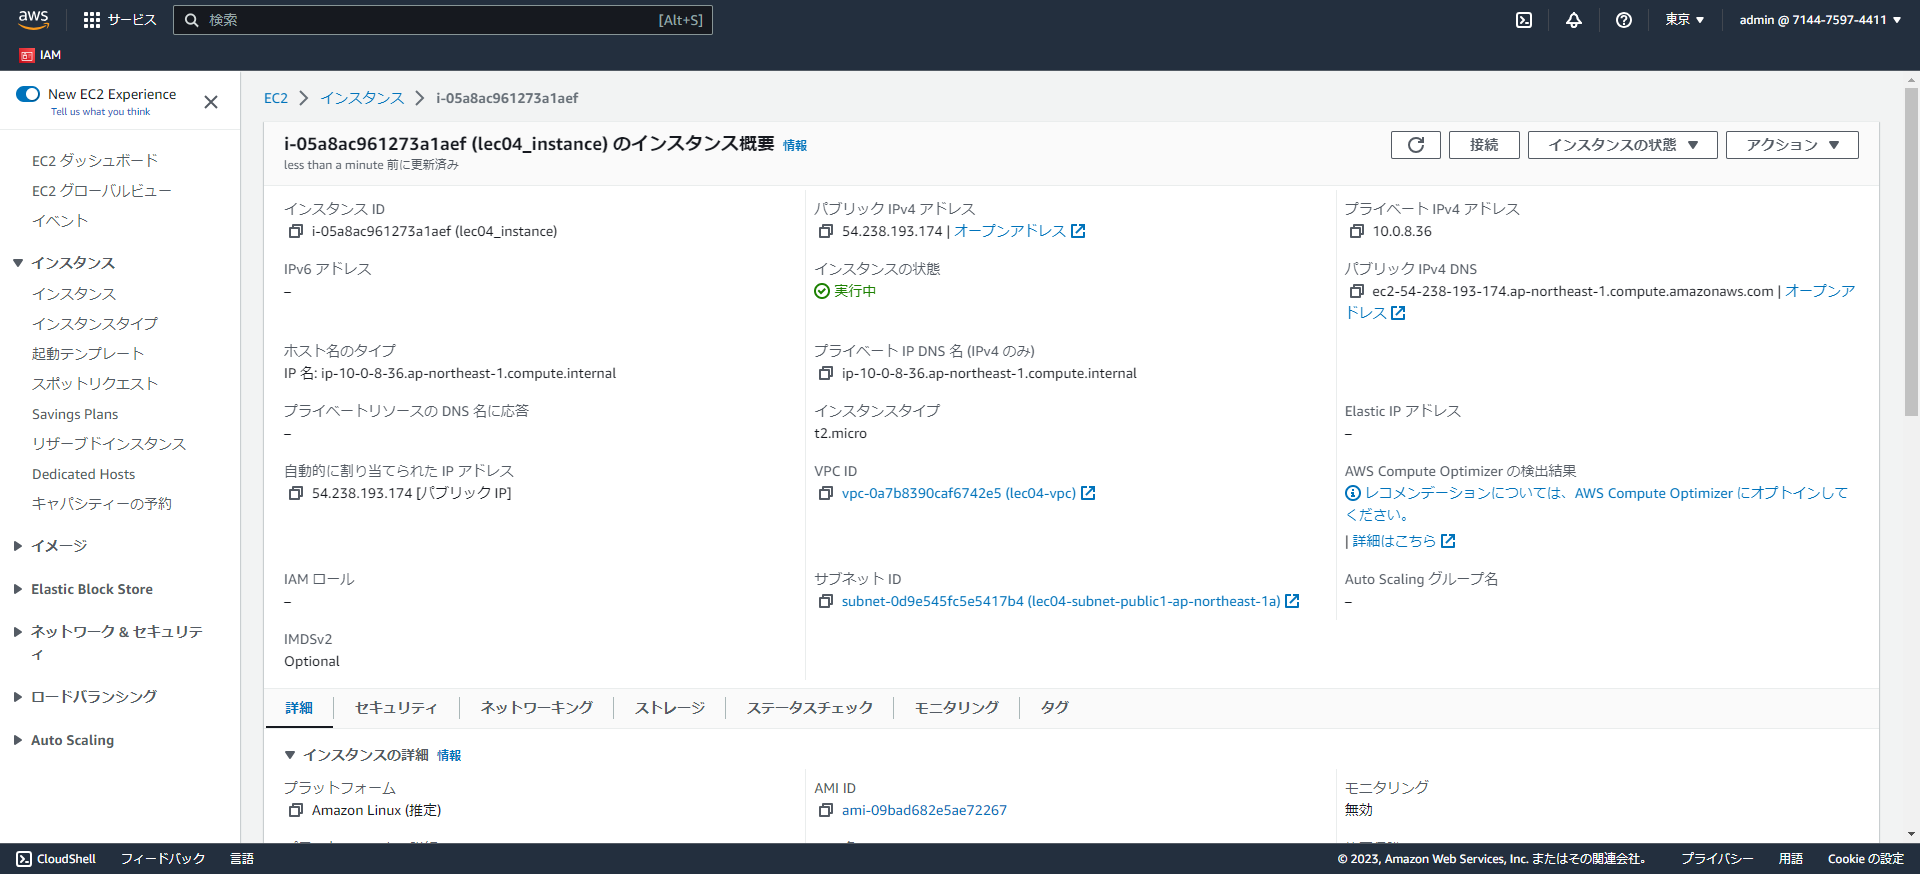 aws
サービス
検索
[Alt+S]
東京 ▼
admin @ 7144-7597-4411 ▼
IAM
New EC2 Experience
Tell us what you think
EC2 ダッシュボード
EC2 グローバルビュー
イベント
インスタンス
インスタンス
インスタンスタイプ
起動テンプレート
スポットリクエスト
Savings Plans
リザーブドインスタンス
Dedicated Hosts
キャパシティーの予約
イメージ
Elastic Block Store
ネットワーク & セキュリテ
ィ
ロードバランシング
Auto Scaling
EC2 > インスタンス > i-05a8ac961273a1aef
i-05a8ac961273a1aef (lec04_instance) のインスタンス概要 情報
less than a minute 前に更新済み
接続
インスタンスの状態 ▼
アクション ▼
インスタンス ID
i-05a8ac961273a1aef (lec04_instance)
パブリック IPv4 アドレス
54.238.193.174 | オープンアドレス
プライベート IPv4 アドレス
10.0.8.36
IPv6 アドレス
–
インスタンスの状態
実行中
パブリック IPv4 DNS
ec2-54-238-193-174.ap-northeast-1.compute.amazonaws.com | オープンア
ドレス
ホスト名のタイプ
IP 名: ip-10-0-8-36.ap-northeast-1.compute.internal
プライベート IP DNS 名 (IPv4 のみ)
ip-10-0-8-36.ap-northeast-1.compute.internal
プライベートリソースの DNS 名に応答
–
インスタンスタイプ
t2.micro
Elastic IP アドレス
–
自動的に割り当てられた IP アドレス
54.238.193.174 [パブリック IP]
VPC ID
vpc-0a7b8390caf6742e5 (lec04-vpc)
AWS Compute Optimizer の検出結果
レコメンデーションについては、AWS Compute Optimizer にオプトインして
ください。
| 詳細はこちら
IAM ロール
–
サブネット ID
subnet-0d9e545fc5e5417b4 (lec04-subnet-public1-ap-northeast-1a)
Auto Scaling グループ名
–
IMDSv2
Optional
詳細
セキュリティ
ネットワーキング
ストレージ
ステータスチェック
モニタリング
タグ
▼ インスタンスの詳細 情報
プラットフォーム
Amazon Linux (推定)
AMI ID
ami-09bad682e5ae72267
モニタリング
無効
CloudShell
フィードバック
言語
© 2023, Amazon Web Services, Inc. またはその関連会社。
プライバシー
用語
Cookie の設定